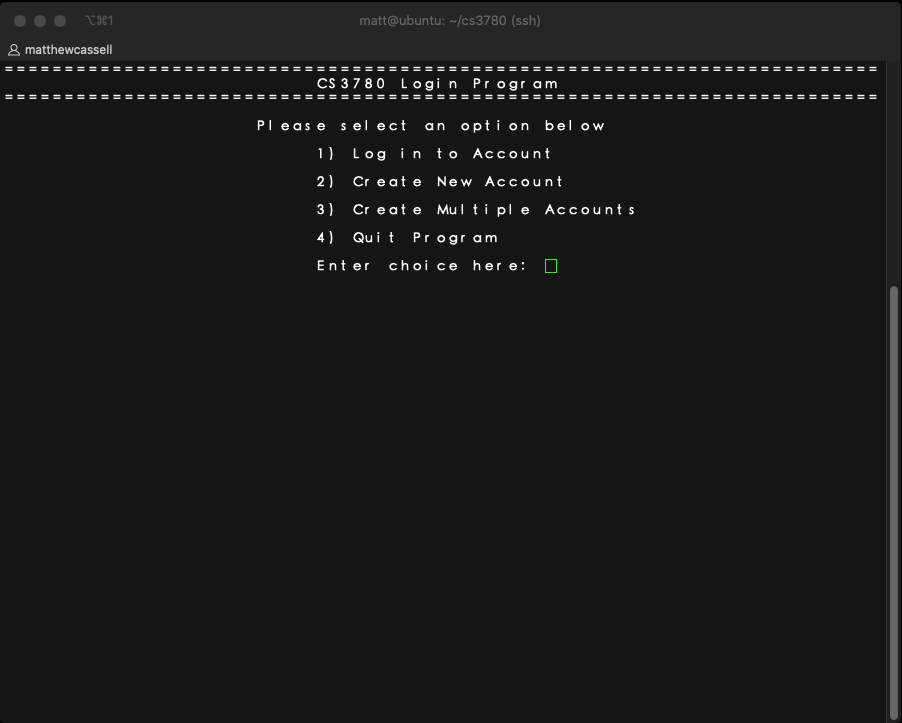 ⌥⌘1 matt@ubuntu: ~/cs3780 (ssh)
matthewcassell
=========================================================================
CS3780 Login Program
=========================================================================
Please select an option below
1) Log in to Account
2) Create New Account
3) Create Multiple Accounts
4) Quit Program
Enter choice here: